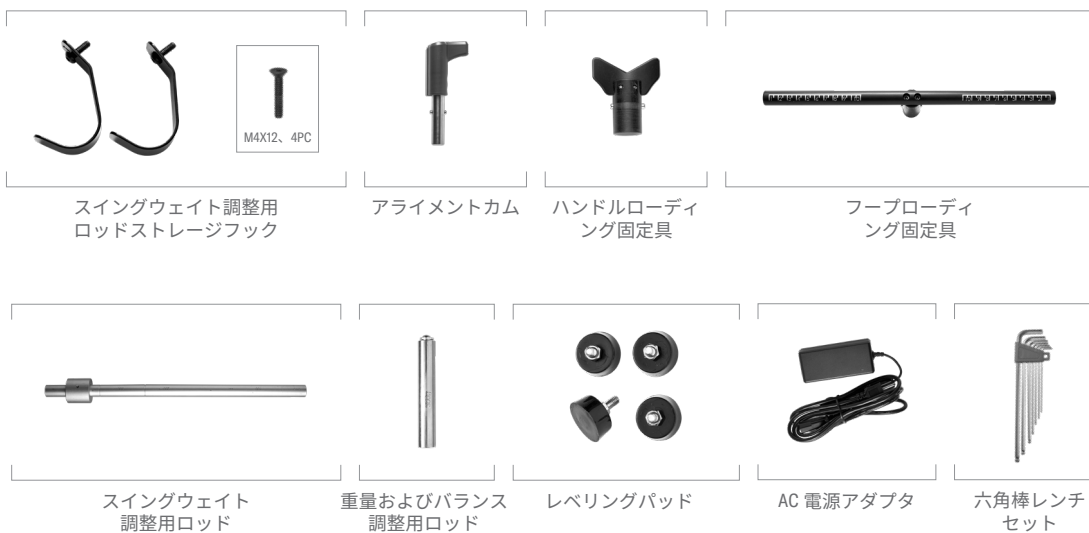 M4X12、4PC
スイングウェイト調整用
ロッドストレージフック
アライメントカム
ハンドルローディ
ング固定具
フープローディ
ング固定具
スイングウェイト
調整用ロッド
重量およびバランス
調整用ロッド
レベリングパッド
AC 電源アダプタ
六角棒レンチ
セット